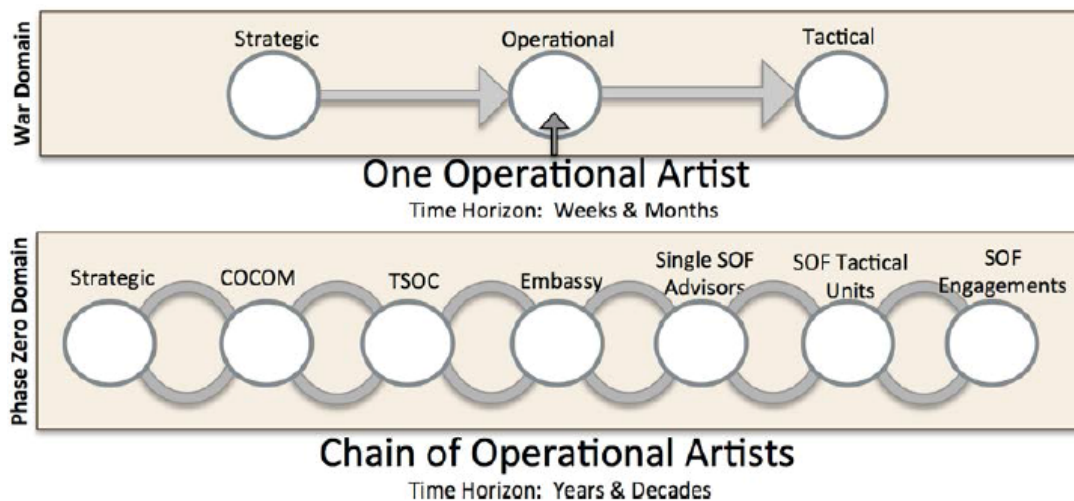 War Domain
Strategic
Operational
Tactical
One Operational Artist
Time Horizon: Weeks & Months
Phase Zero Domain
Strategic
COCOM
TSOC
Embassy
Single SOF
Advisors
SOF Tactical
Units
SOF
Engagements
Chain of Operational Artists
Time Horizon: Years & Decades